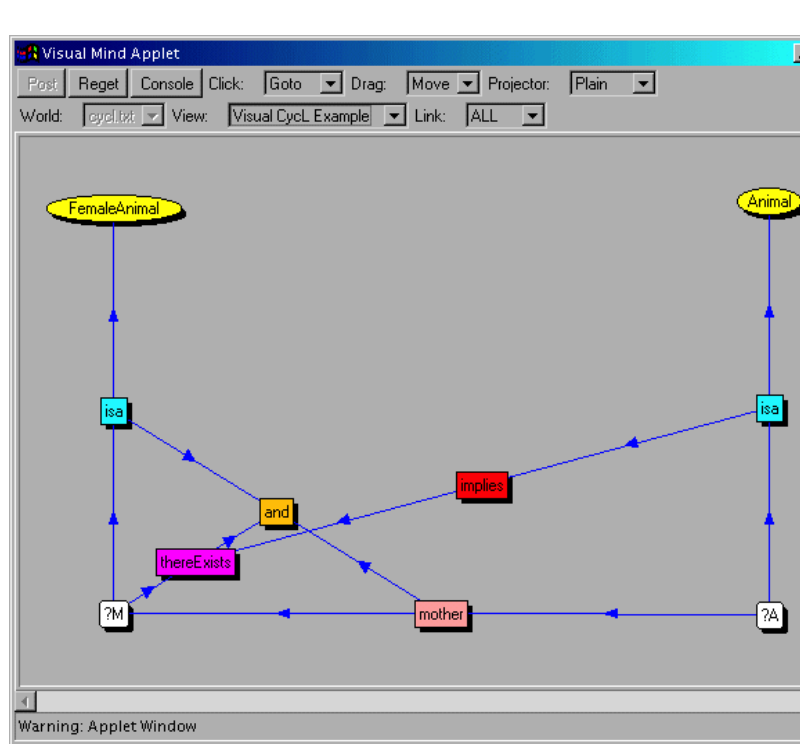 Visual Mind Applet
Post Reget Console Click: Goto Drag: Move Projector: Plain
World: cycl.txt View: Visual CycL Example Link: ALL
FemaleAnimal Animal
isa isa
implies
and
thereExists
?M mother ?A
Warning: Applet Window